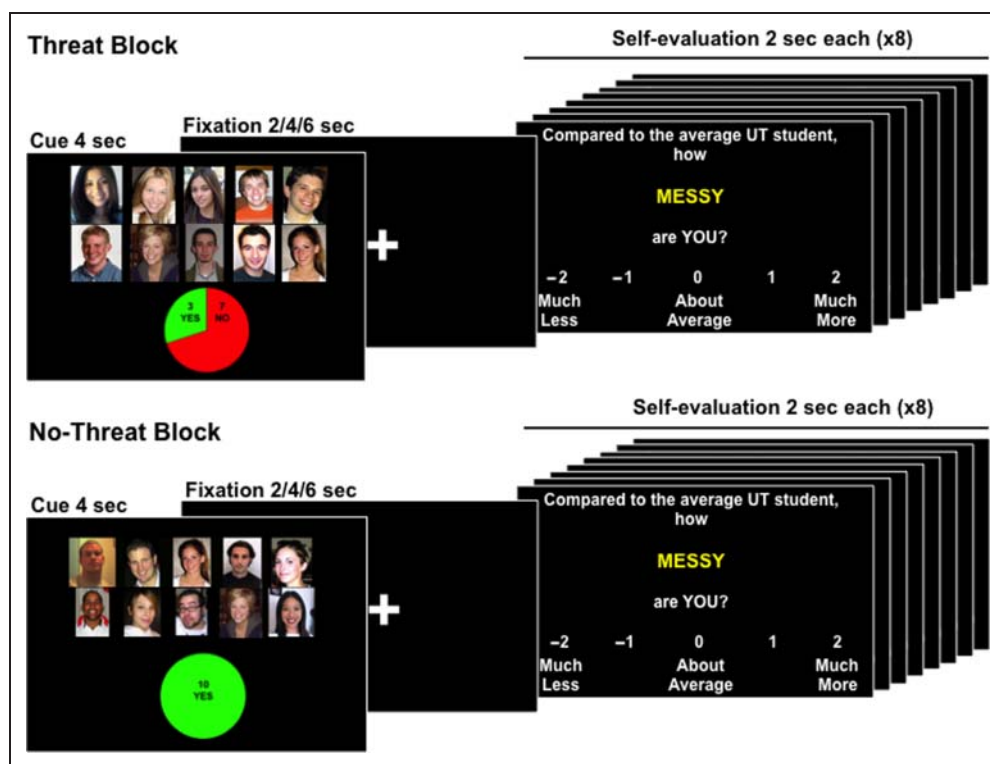 Threat Block
Self-evaluation 2 sec each (x8)
Cue 4 sec
Fixation 2/4/6 sec
3
YES
7
NO
+
Compared to the average UT student,
how
MESSY
are YOU?
–2 –1 0 1 2
Much About Much
Less Average More
No-Threat Block
Self-evaluation 2 sec each (x8)
Cue 4 sec
Fixation 2/4/6 sec
10
YES
+
Compared to the average UT student,
how
MESSY
are YOU?
–2 –1 0 1 2
Much About Much
Less Average More